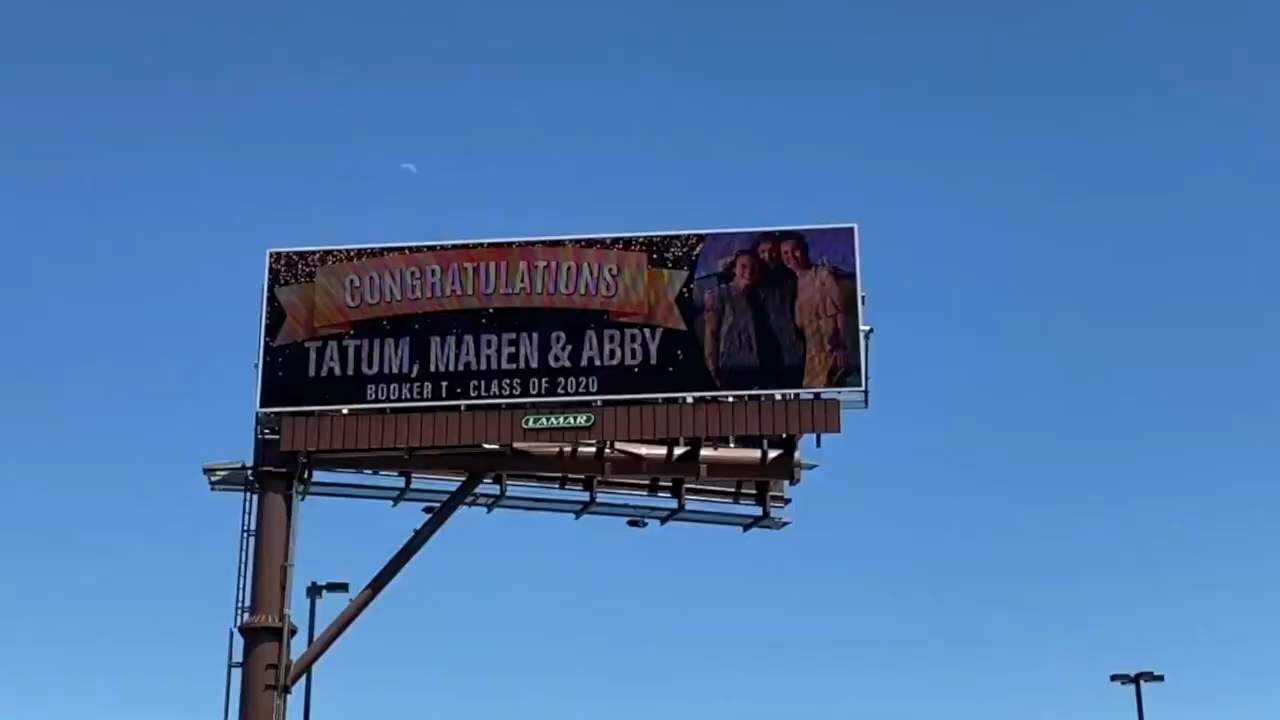 CONGRATULATIONS
TATUM, MAREN & ABBY
BOOKER T - CLASS OF 2020
LAMAR